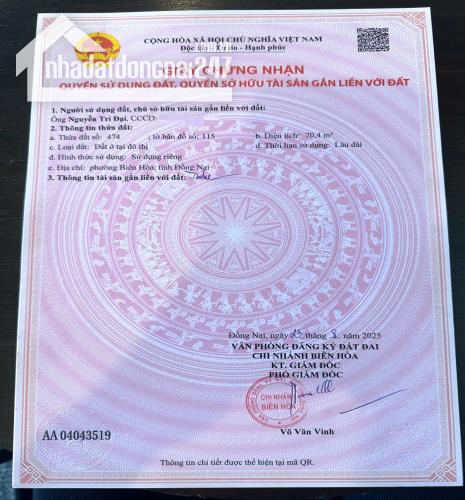 CỘNG HÒA XÃ HỘI CHỦ NGHĨA VIỆT NAM
Độc lập - Tự do - Hạnh phúc
nhadatdongnai247
GIẤY CHỨNG NHẬN
QUYỀN SỬ DỤNG ĐẤT, QUYỀN SỞ HỮU TÀI SẢN GẮN LIỀN VỚI ĐẤT
1. Người sử dụng đất, chủ sở hữu tài sản gắn liền với đất:
Ông Nguyễn Trí Đại, CCCD:
2. Thông tin thửa đất:
a. Thửa đất số: 474 ; tờ bản đồ số: 115 b. Diện tích: 70,4 m²
c. Loại đất: Đất ở tại đô thị d. Thời hạn sử dụng: Lâu dài
đ. Hình thức sử dụng: Sử dụng riêng
e. Địa chỉ: phường Biên Hòa, tỉnh Đồng Nai
3. Thông tin tài sản gắn liền với đất:
Đồng Nai, ngày 23 tháng 8 năm 2025
VĂN PHÒNG ĐĂNG KÝ ĐẤT ĐAI
CHI NHÁNH BIÊN HÒA
KT. GIÁM ĐỐC
PHÓ GIÁM ĐỐC
CHI NHÁNH
BIÊN HÒA
Võ Văn Vinh
AA 04043519
Thông tin chi tiết được thể hiện tại mã QR.